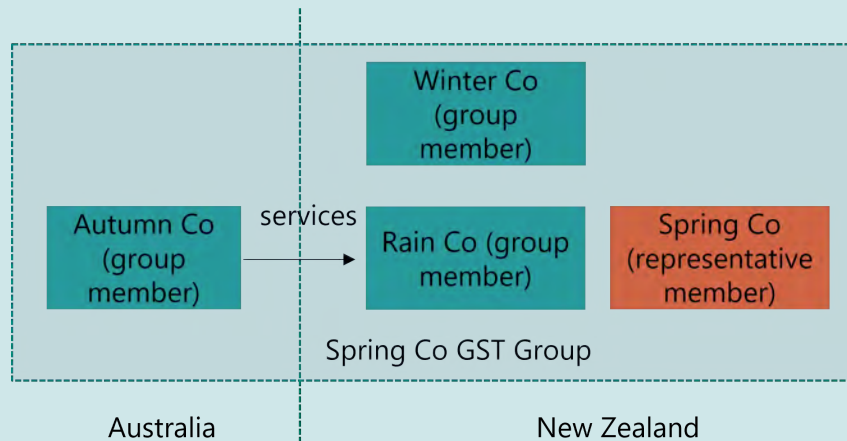 Winter Co
(group
member)
Autumn Co
(group
member)
services
Rain Co (group
member)
Spring Co
(representative
member)
Spring Co GST Group
Australia
New Zealand